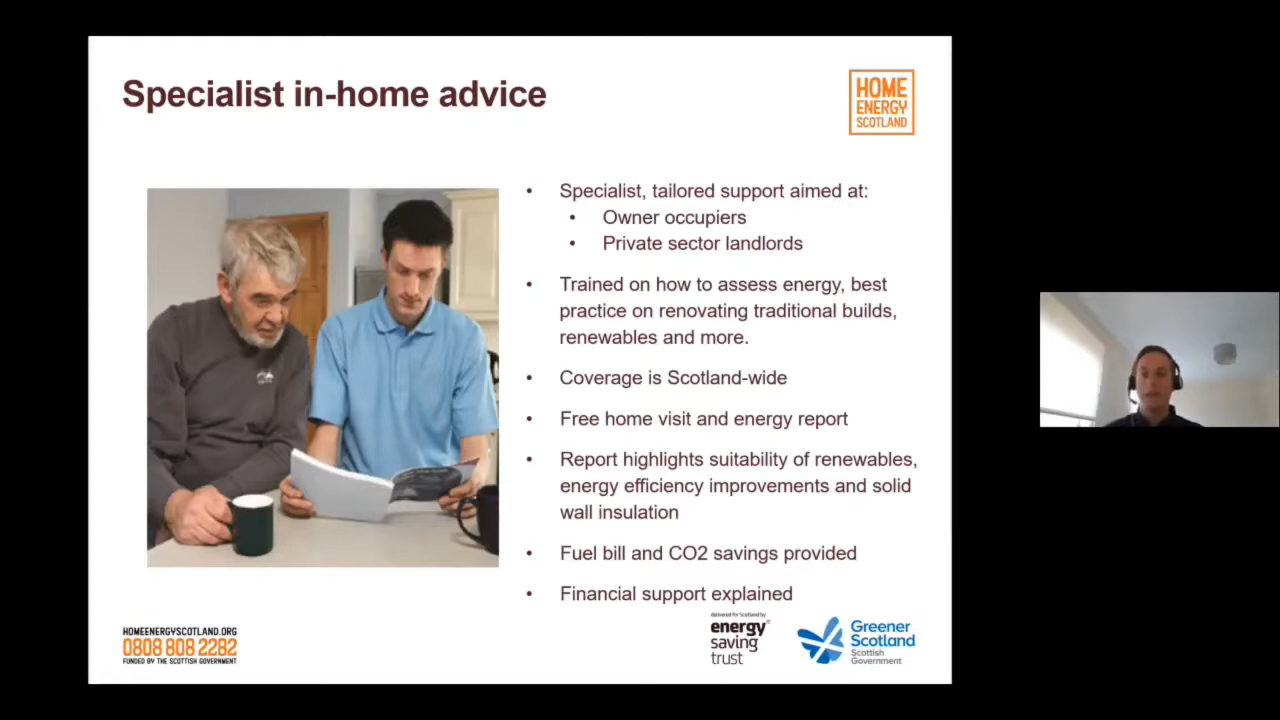 Specialist in-home advice
HOME
ENERGY
SCOTLAND
• Specialist, tailored support aimed at:
• Owner occupiers
• Private sector landlords
• Trained on how to assess energy, best
practice on renovating traditional builds,
renewables and more.
• Coverage is Scotland-wide
• Free home visit and energy report
• Report highlights suitability of renewables,
energy efficiency improvements and solid
wall insulation
• Fuel bill and CO2 savings provided
• Financial support explained
HOMEENERGYSCOTLAND.ORG
0808 808 2282
FUNDED BY THE SCOTTISH GOVERNMENT
delivered for Scotland by
energy
saving
trust
Greener
Scotland
Scottish
Government